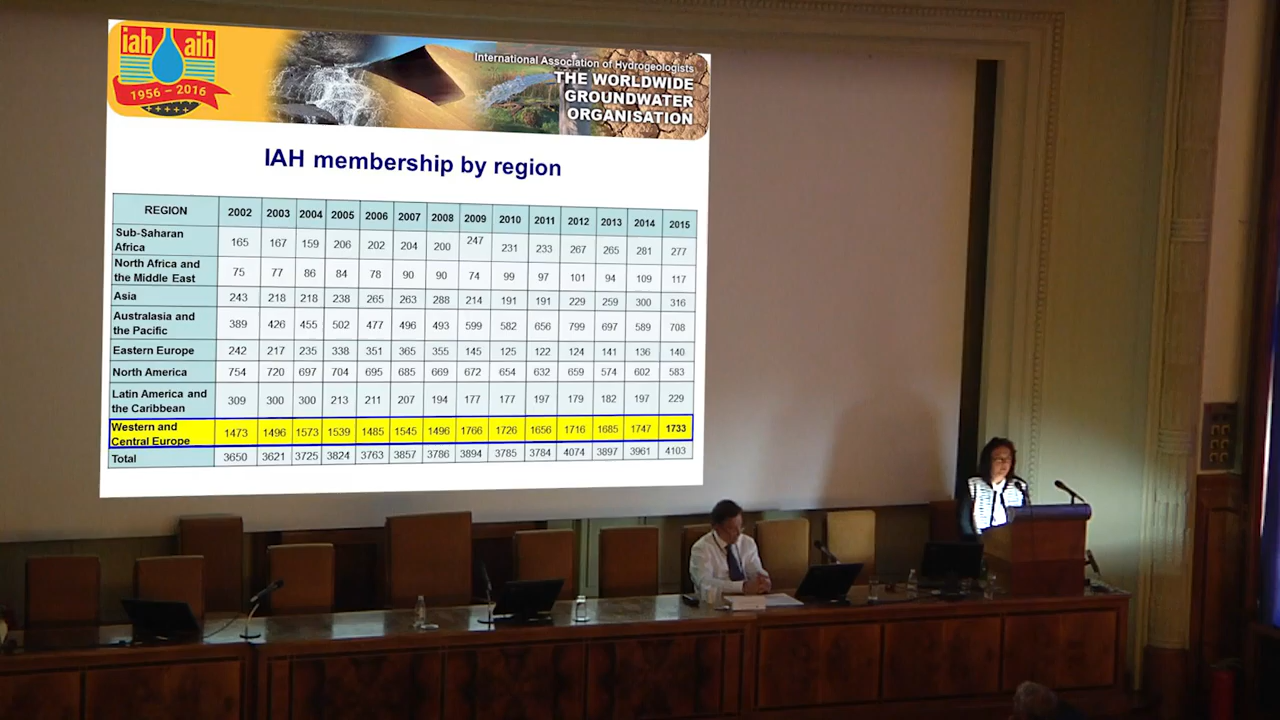 iah aih
1956 – 2016
International Association of Hydrogeologists
THE WORLDWIDE
GROUNDWATER
ORGANISATION
IAH membership by region
REGION 2002 2003 2004 2005 2006 2007 2008 2009 2010 2011 2012 2013 2014 2015
Sub-Saharan
Africa 165 167 159 206 202 204 200 247 231 233 267 265 281 277
North Africa and
the Middle East 75 77 86 84 78 90 90 74 99 97 101 94 109 117
Asia 243 218 218 238 265 263 288 214 191 191 229 259 300 316
Australasia and
the Pacific 389 426 455 502 477 496 493 599 582 656 799 697 589 708
Eastern Europe 242 217 235 338 351 365 355 145 125 122 124 141 136 140
North America 754 720 697 704 695 685 669 672 654 632 659 574 602 583
Latin America and
the Caribbean 309 300 300 213 211 207 194 177 177 197 179 182 197 229
Western and
Central Europe 1473 1496 1573 1539 1485 1545 1496 1766 1726 1656 1716 1685 1747 1733
Total 3650 3621 3725 3824 3763 3857 3786 3894 3785 3784 4074 3897 3961 4103